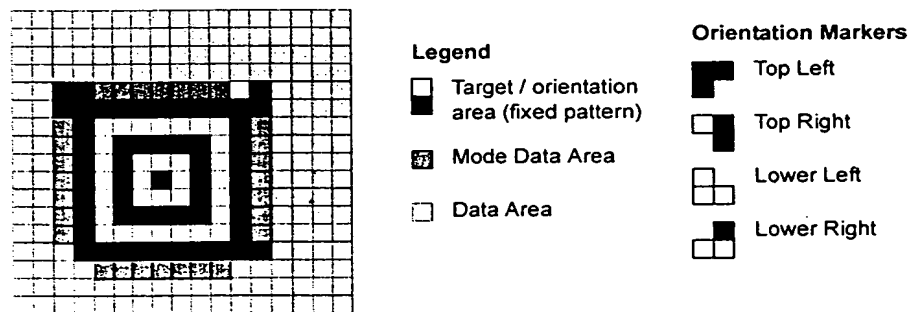 Legend
Target / orientation
area (fixed pattern)
Mode Data Area
Data Area
Orientation Markers
Top Left
Top Right
Lower Left
Lower Right